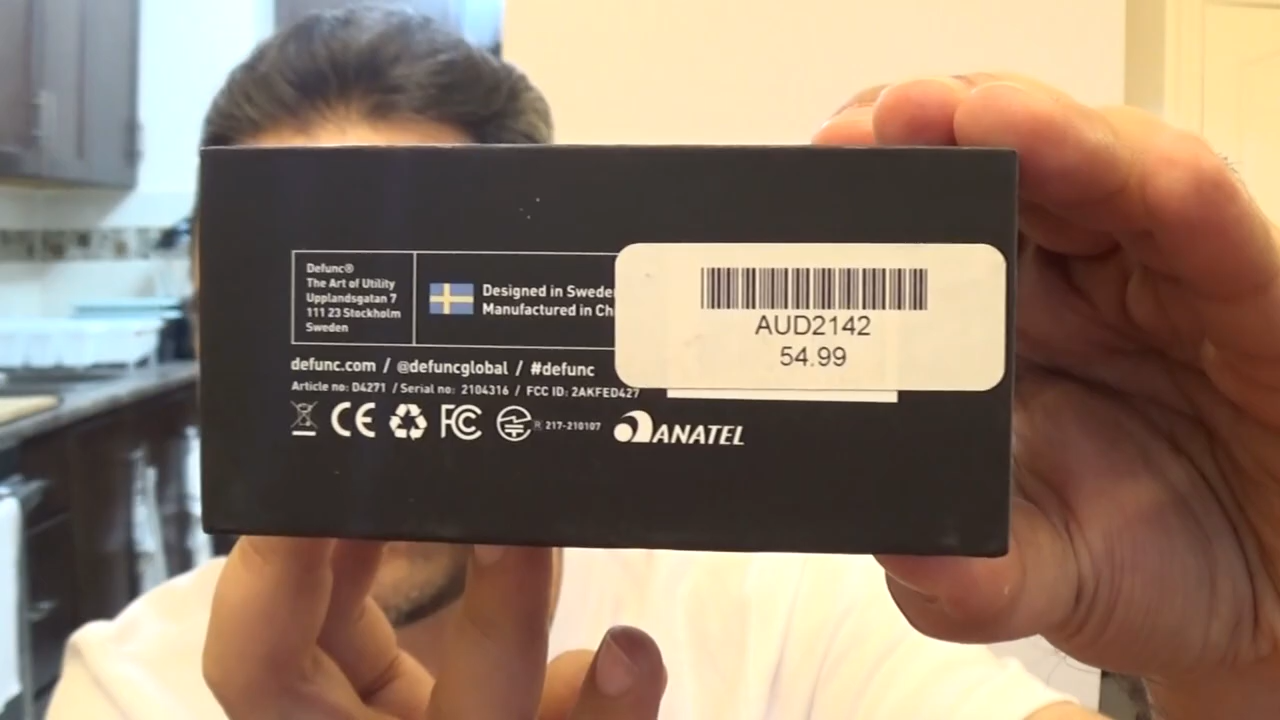 Defunc®
The Art of Utility
Upplandsgatan 7
111 23 Stockholm
Sweden
Designed in Swede
Manufactured in Ch
AUD2142
54.99
defunc.com / @defuncglobal / #defunc
Article no: D4271 / Serial no: 2104316 / FCC ID: 2AKFED427
CE FC R 217-210107 ANATEL